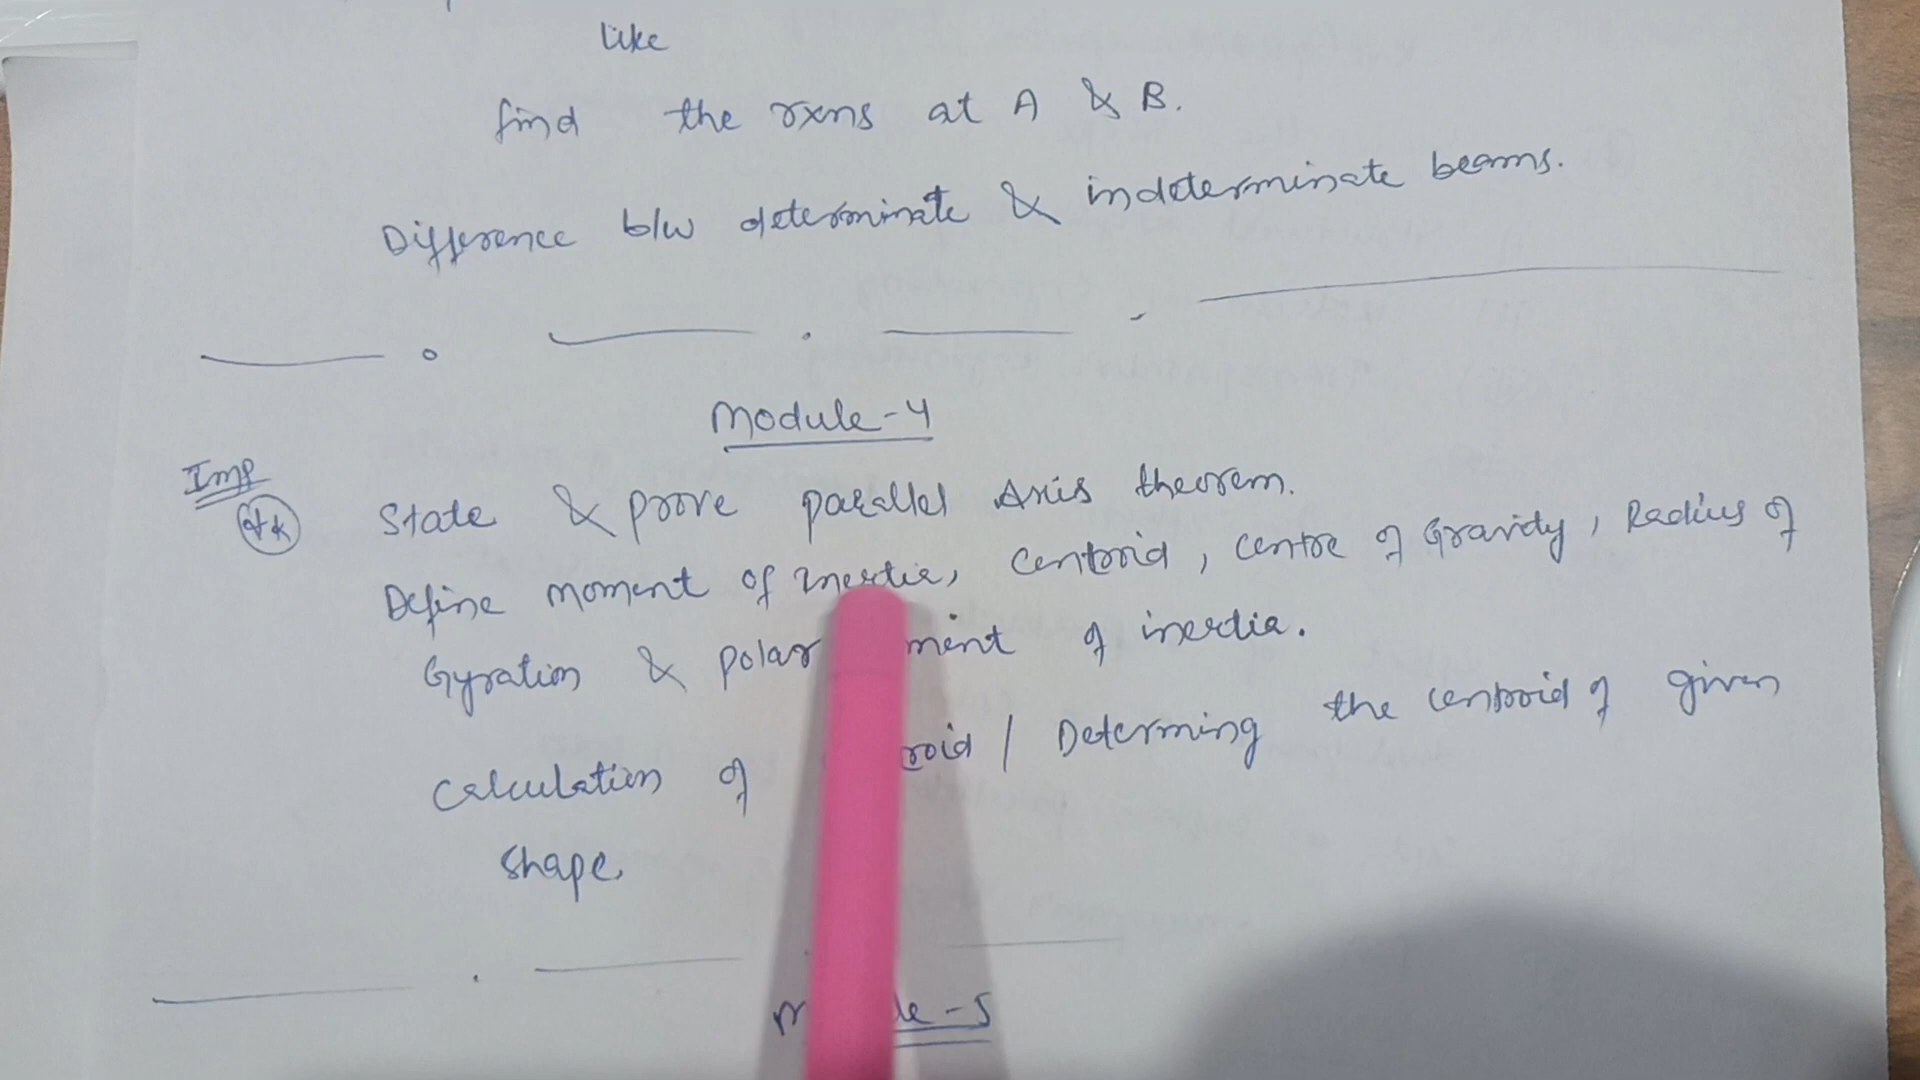 like
find the rxns at A & B.
Difference b/w determinate & indeterminate beams.
Module-4
Imp
State & prove parallel Axis theorem.
Define moment of Inertia, Centroid, Centre of Gravity, Radius of
Gyration & polar ment of inertia.
Calculation of roid / Determing the centroid of given
shape
M le-5